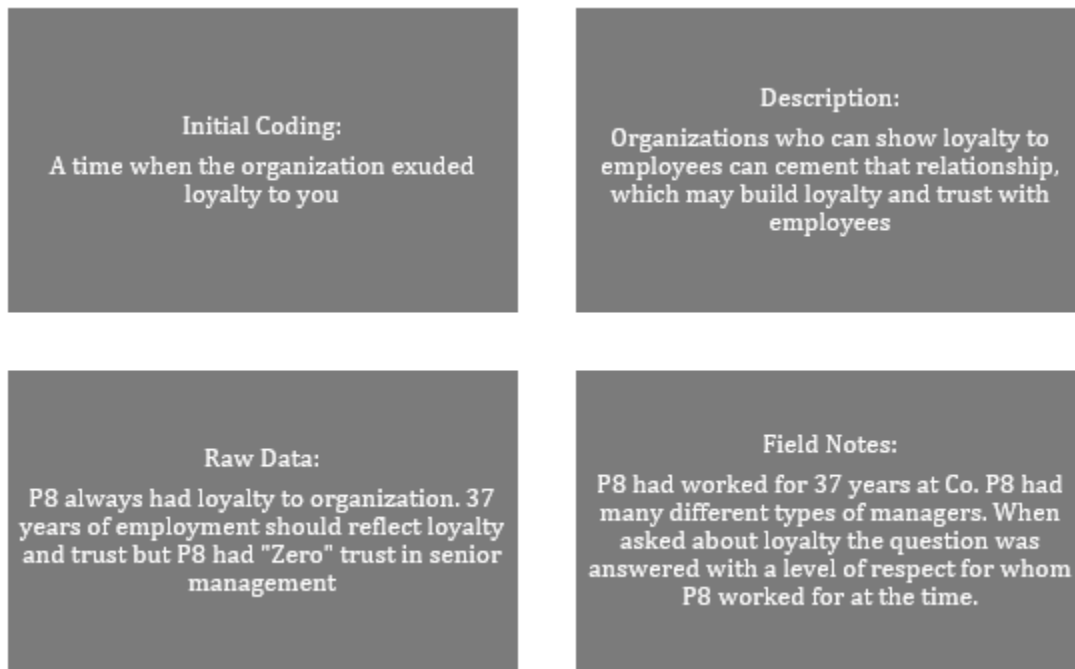 Initial Coding:
A time when the organization exuded
loyalty to you
Description:
Organizations who can show loyalty to
employees can cement that relationship,
which may build loyalty and trust with
employees
Raw Data:
P8 always had loyalty to organization. 37
years of employment should reflect loyalty
and trust but P8 had "Zero" trust in senior
management
Field Notes:
P8 had worked for 37 years at Co. P8 had
many different types of managers. When
asked about loyalty the question was
answered with a level of respect for whom
P8 worked for at the time.